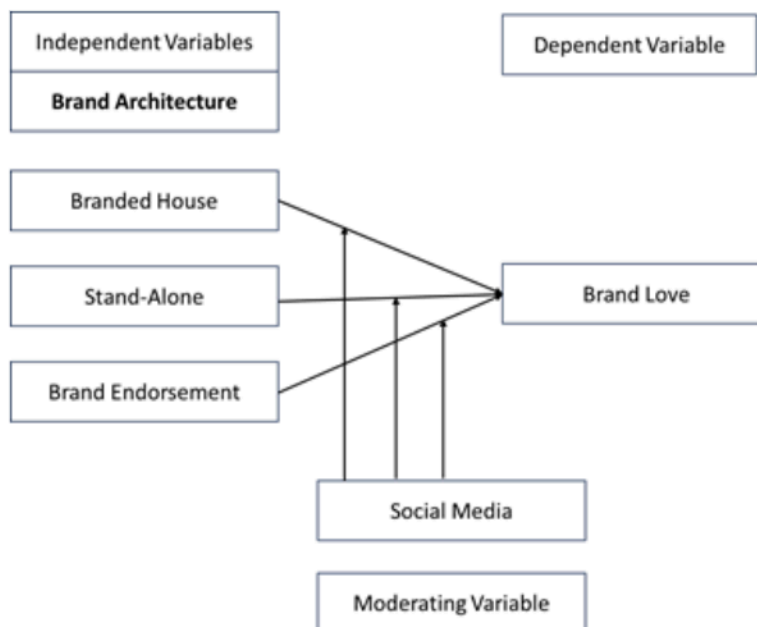 Independent Variables
Dependent Variable
Brand Architecture
Branded House
Stand-Alone
Brand Love
Brand Endorsement
Social Media
Moderating Variable